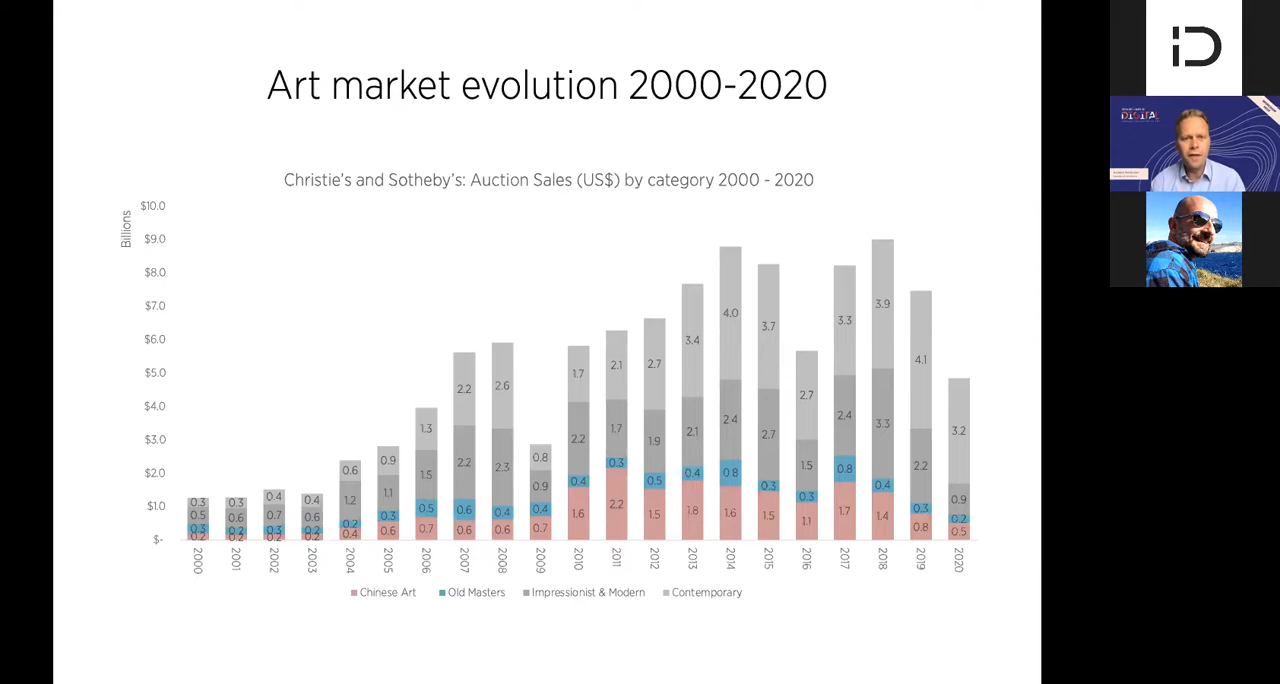 Art market evolution 2000-2020
Christie's and Sotheby's: Auction Sales (US$) by category 2000 - 2020
Billions
$10.0
$9.0
$8.0
$7.0
$6.0
$5.0
$4.0
$3.0
$2.0
$1.0
$-
0.3 0.5 0.3 0.2
0.3 0.6 0.2 0.2
0.4 0.7 0.3 0.2
0.4 0.6 0.2 0.2
0.6 1.2 0.2 0.4
0.9 1.1 0.3 0.6
1.3 1.5 0.5 0.7
2.2 2.2 0.6 0.6
2.6 2.3 0.4 0.6
0.8 0.9 0.4 0.7
1.7 2.2 0.4 1.6
2.1 1.7 0.3 2.2
2.7 1.9 0.5 1.5
3.4 2.1 0.4 1.8
4.0 2.4 0.8 1.6
3.7 2.7 0.3 1.5
2.7 1.5 0.3 1.1
3.3 2.4 0.8 1.7
3.9 3.3 0.4 1.4
4.1 2.2 0.3 0.8
3.2 0.9 0.2 0.5
2000 2001 2002 2003 2004 2005 2006 2007 2008 2009 2010 2011 2012 2013 2014 2015 2016 2017 2018 2019 2020
Chinese Art Old Masters Impressionist & Modern Contemporary
iD
DIGITAL